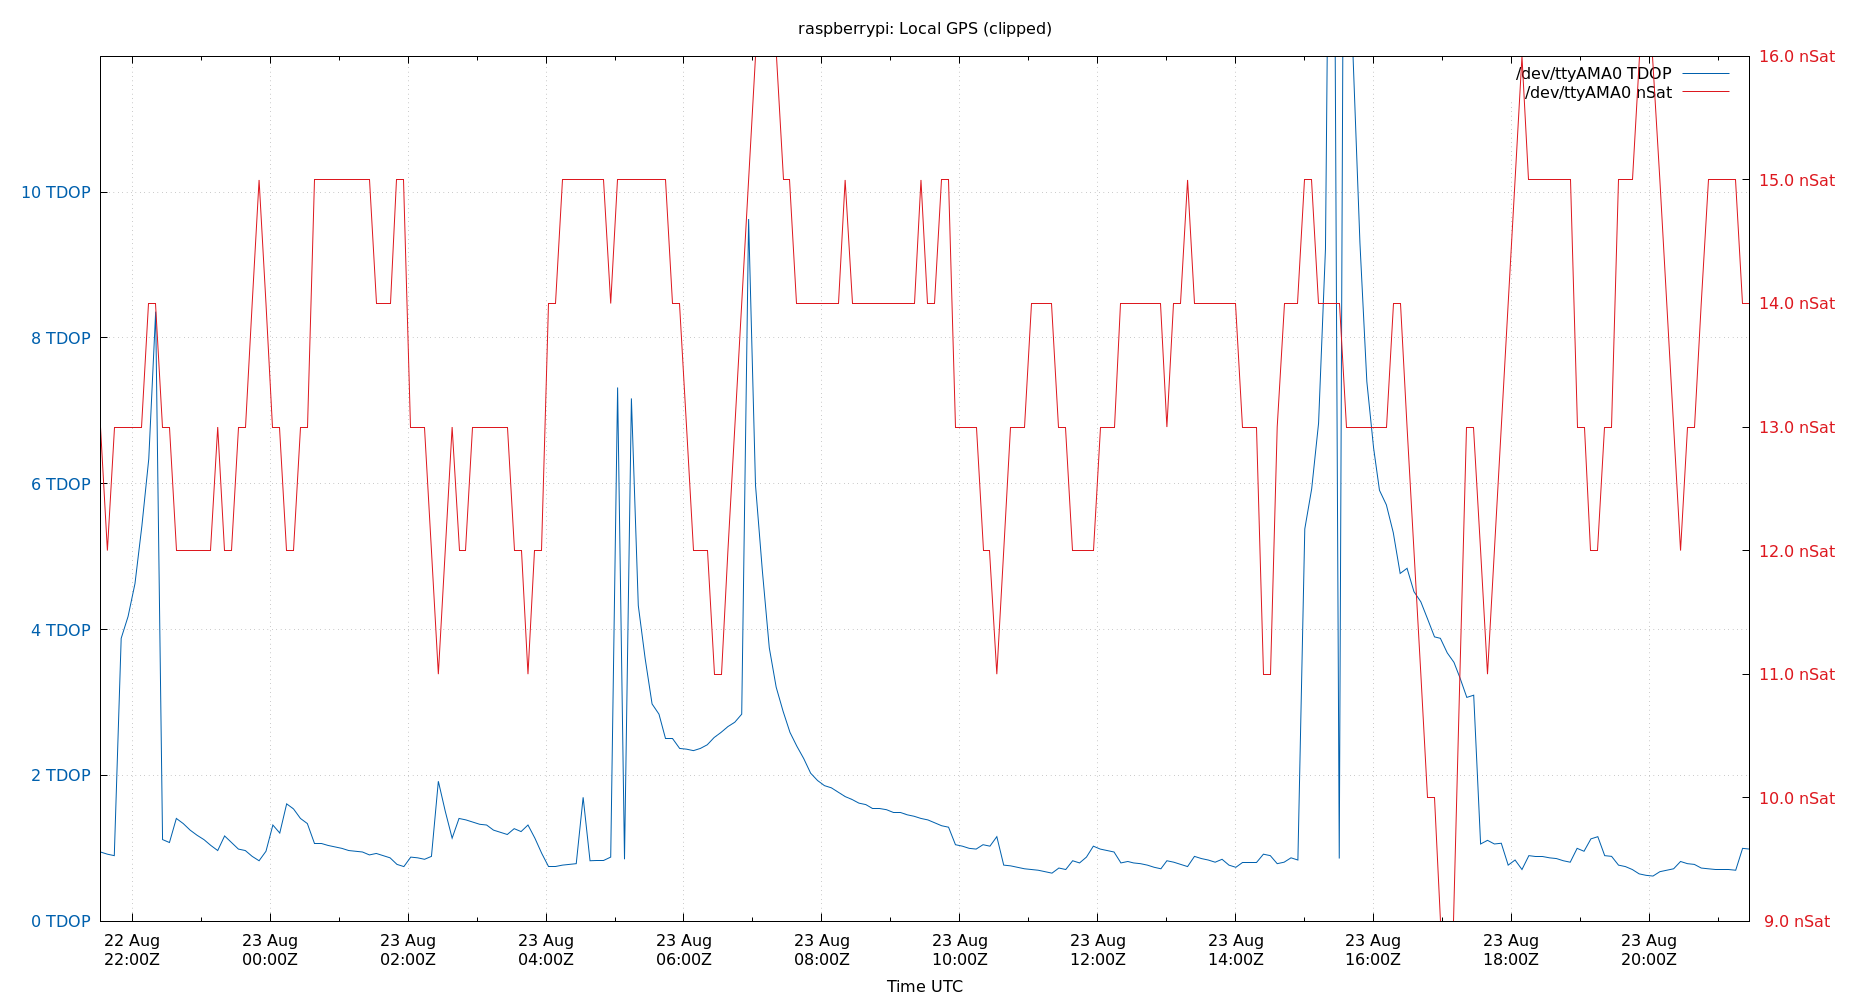 raspberrypi: Local GPS (clipped)
16.0 nSat
/dev/ttyAMA0 TDOP
/dev/ttyAMA0 nSat
10 TDOP
15.0 nSat
14.0 nSat
8 TDOP
13.0 nSat
6 TDOP
12.0 nSat
4 TDOP
11.0 nSat
2 TDOP
10.0 nSat
0 TDOP
9.0 nSat
22 Aug 23 Aug 23 Aug 23 Aug 23 Aug 23 Aug 23 Aug 23 Aug 23 Aug 23 Aug 23 Aug 23 Aug
22:00Z 00:00Z 02:00Z 04:00Z 06:00Z 08:00Z 10:00Z 12:00Z 14:00Z 16:00Z 18:00Z 20:00Z
Time UTC